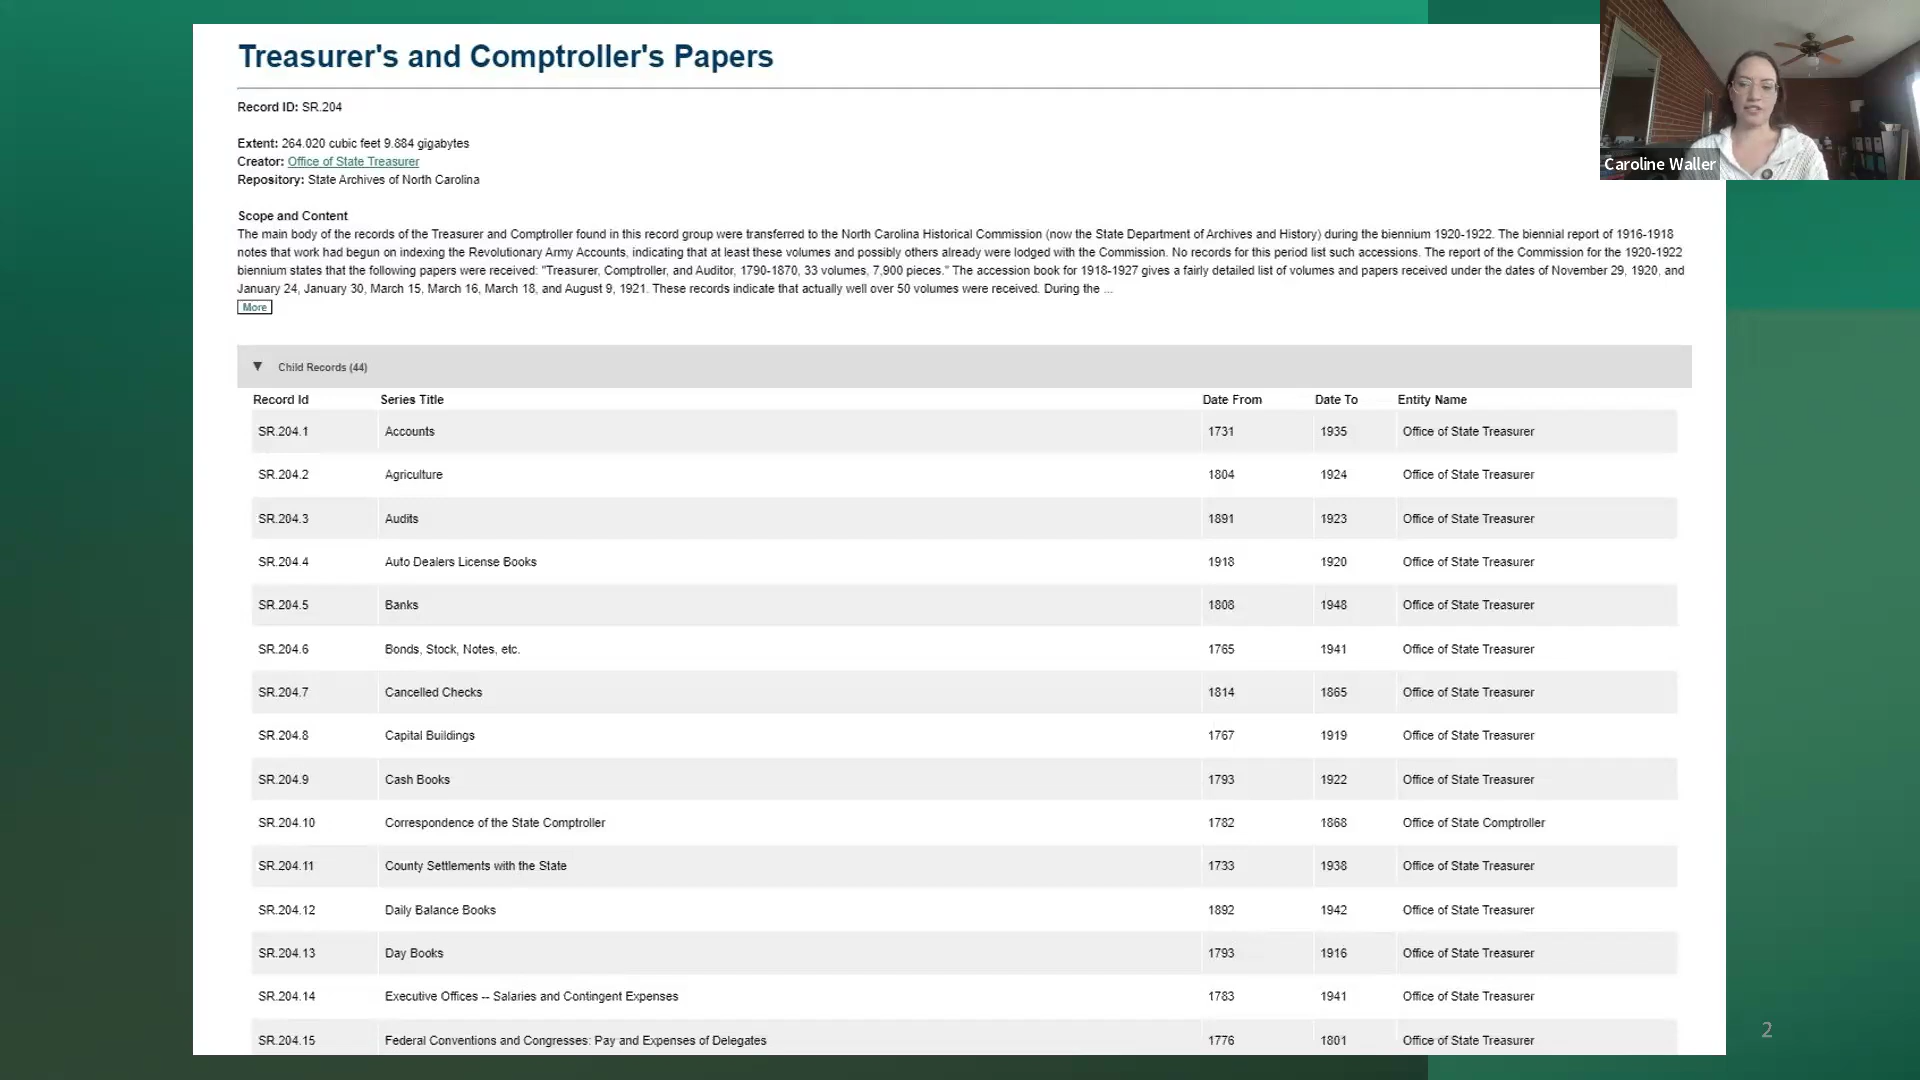 Treasurer's and Comptroller's Papers
Record ID: SR.204
Extent: 264.020 cubic feet 9.684 gigabytes
Creator: Office of State Treasurer
Repository: State Archives of North Carolina
Scope and Content
The main body of the records of the Treasurer and Comptroller found in this record group were transferred to the North Carolina Historical Commission (now the State Department of Archives and History) during the biennium 1920-1922. The biennial report of 1916-1918
notes that work had begun on indexing the Revolutionary Army Accounts, indicating that at least these volumes and possibly others already were lodged with the Commission. No records for this period list such accessions. The report of the Commission for the 1920-1922
biennium states that the following papers were received: "Treasurer, Comptroller, and Auditor, 1790-1870, 33 volumes, 7,900 pieces." The accession book for 1918-1927 gives a fairly detailed list of volumes and papers received under the dates of November 29, 1920, and
January 24, January 30, March 15, March 16, March 18, and August 9, 1921. These records indicate that actually well over 50 volumes were received. During the ...
More
▼ Child Records (44)
Record Id Series Title Date From Date To Entity Name
SR.204.1 Accounts 1731 1935 Office of State Treasurer
SR.204.2 Agriculture 1804 1924 Office of State Treasurer
SR.204.3 Audits 1891 1923 Office of State Treasurer
SR.204.4 Auto Dealers License Books 1918 1920 Office of State Treasurer
SR.204.5 Banks 1808 1948 Office of State Treasurer
SR.204.6 Bonds, Stock, Notes, etc. 1765 1941 Office of State Treasurer
SR.204.7 Cancelled Checks 1814 1865 Office of State Treasurer
SR.204.8 Capital Buildings 1767 1919 Office of State Treasurer
SR.204.9 Cash Books 1793 1922 Office of State Treasurer
SR.204.10 Correspondence of the State Comptroller 1782 1868 Office of State Comptroller
SR.204.11 County Settlements with the State 1733 1938 Office of State Treasurer
SR.204.12 Daily Balance Books 1892 1942 Office of State Treasurer
SR.204.13 Day Books 1793 1916 Office of State Treasurer
SR.204.14 Executive Offices -- Salaries and Contingent Expenses 1783 1941 Office of State Treasurer
SR.204.15 Federal Conventions and Congresses: Pay and Expenses of Delegates 1776 1801 Office of State Treasurer
Caroline Waller
2